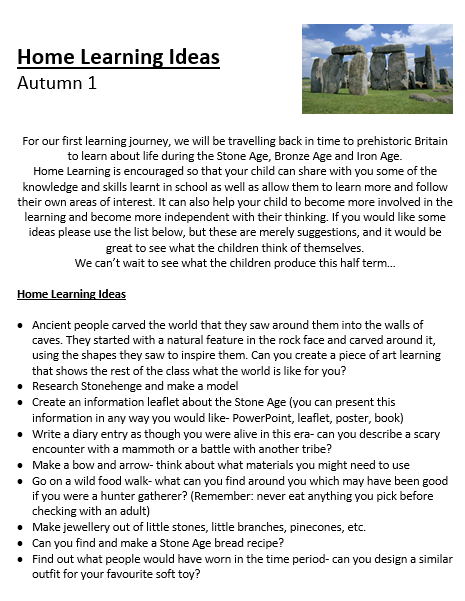 Home Learning Ideas
Autumn 1
For our first learning journey, we will be travelling back in time to prehistoric Britain
to learn about life during the Stone Age, Bronze Age and Iron Age.
Home Learning is encouraged so that your child can share with you some of the
knowledge and skills learnt in school as well as allow them to learn more and follow
their own areas of interest. It can also help your child to become more involved in the
learning and become more independent with their thinking. If you would like some
ideas please use the list below, but these are merely suggestions, and it would be
great to see what the children think of themselves.
We can't wait to see what the children produce this half term...
Home Learning Ideas
• Ancient people carved the world that they saw around them into the walls of
caves. They started with a natural feature in the rock face and carved around it,
using the shapes they saw to inspire them. Can you create a piece of art learning
that shows the rest of the class what the world is like for you?
• Research Stonehenge and make a model
• Create an information leaflet about the Stone Age (you can present this
information in any way you would like- PowerPoint, leaflet, poster, book)
• Write a diary entry as though you were alive in this era- can you describe a scary
encounter with a mammoth or a battle with another tribe?
• Make a bow and arrow- think about what materials you might need to use
• Go on a wild food walk- what can you find around you which may have been good
if you were a hunter gatherer? (Remember: never eat anything you pick before
checking with an adult)
• Make jewellery out of little stones, little branches, pinecones, etc.
• Can you find and make a Stone Age bread recipe?
• Find out what people would have worn in the time period- can you design a similar
outfit for your favourite soft toy?